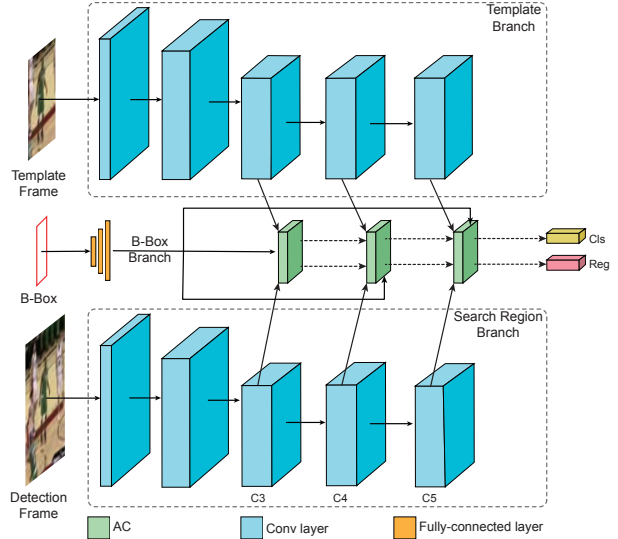 Template
Branch
Template
Frame
B-Box
Branch
B-Box
Cls
Reg
Search Region
Branch
Detection
Frame
C3
C4
C5
AC
Conv layer
Fully-connected layer